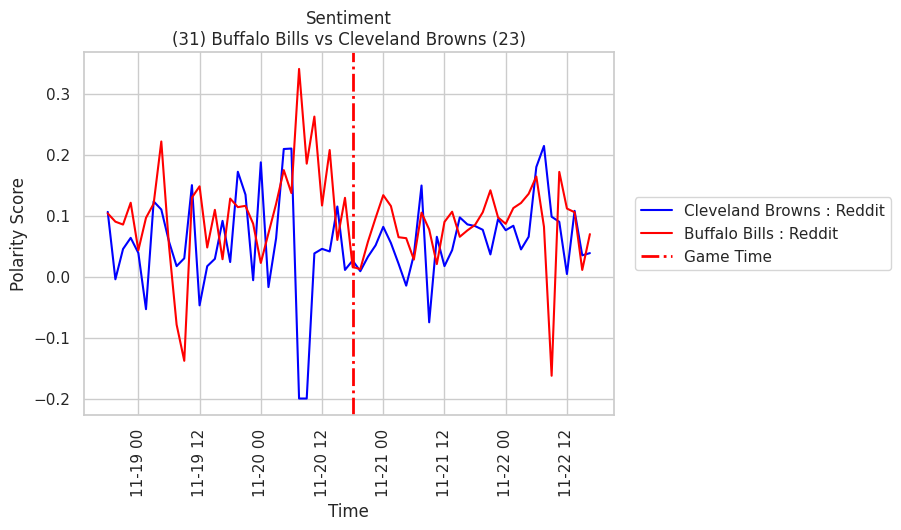 Sentiment
(31) Buffalo Bills vs Cleveland Browns (23)
Polarity Score
0.3
0.2
0.1
0.0
−0.1
−0.2
11-19 00
11-19 12
11-20 00
11-20 12
11-21 00
11-21 12
11-22 00
11-22 12
Time
Cleveland Browns : Reddit
Buffalo Bills : Reddit
Game Time